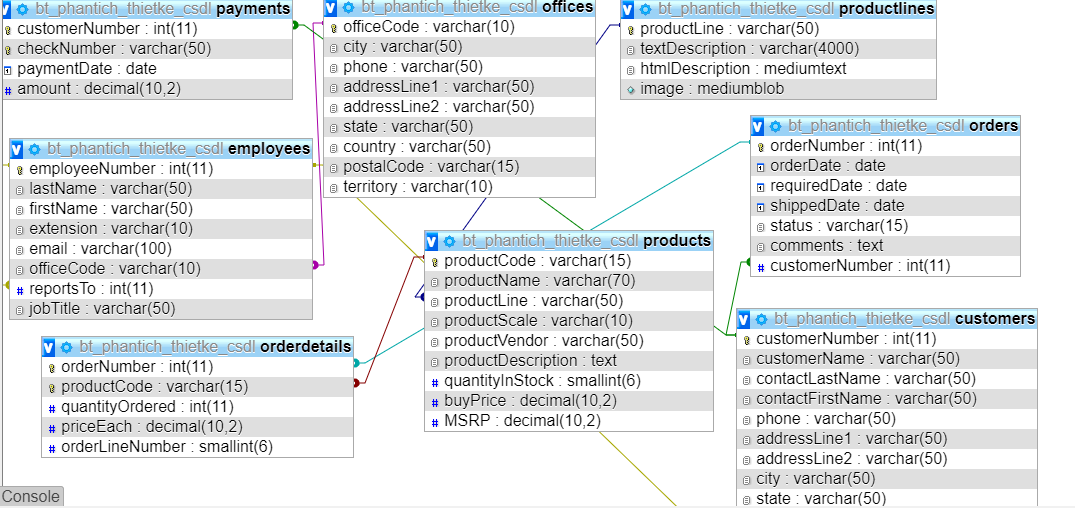 bt_phantich_thietke_csdl payments
customerNumber : int(11)
checkNumber : varchar(50)
paymentDate : date
amount : decimal(10,2)
bt_phantich_thietke_csdl offices
officeCode : varchar(10)
city : varchar(50)
phone : varchar(50)
addressLine1 : varchar(50)
addressLine2 : varchar(50)
state : varchar(50)
country : varchar(50)
postalCode : varchar(15)
territory : varchar(10)
bt_phantich_thietke_csdl productlines
productLine : varchar(50)
textDescription : varchar(4000)
htmlDescription : mediumtext
image : mediumblob
bt_phantich_thietke_csdl employees
employeeNumber : int(11)
lastName : varchar(50)
firstName : varchar(50)
extension : varchar(10)
email : varchar(100)
officeCode : varchar(10)
reportsTo : int(11)
jobTitle : varchar(50)
bt_phantich_thietke_csdl orders
orderNumber : int(11)
orderDate : date
requiredDate : date
shippedDate : date
status : varchar(15)
comments : text
customerNumber : int(11)
bt_phantich_thietke_csdl products
productCode : varchar(15)
productName : varchar(70)
productLine : varchar(50)
productScale : varchar(10)
productVendor : varchar(50)
productDescription : text
quantityInStock : smallint(6)
buyPrice : decimal(10,2)
MSRP : decimal(10,2)
bt_phantich_thietke_csdl orderdetails
orderNumber : int(11)
productCode : varchar(15)
quantityOrdered : int(11)
priceEach : decimal(10,2)
orderLineNumber : smallint(6)
bt_phantich_thietke_csdl customers
customerNumber : int(11)
customerName : varchar(50)
contactLastName : varchar(50)
contactFirstName : varchar(50)
phone : varchar(50)
addressLine1 : varchar(50)
addressLine2 : varchar(50)
city : varchar(50)
state : varchar(50)
Console